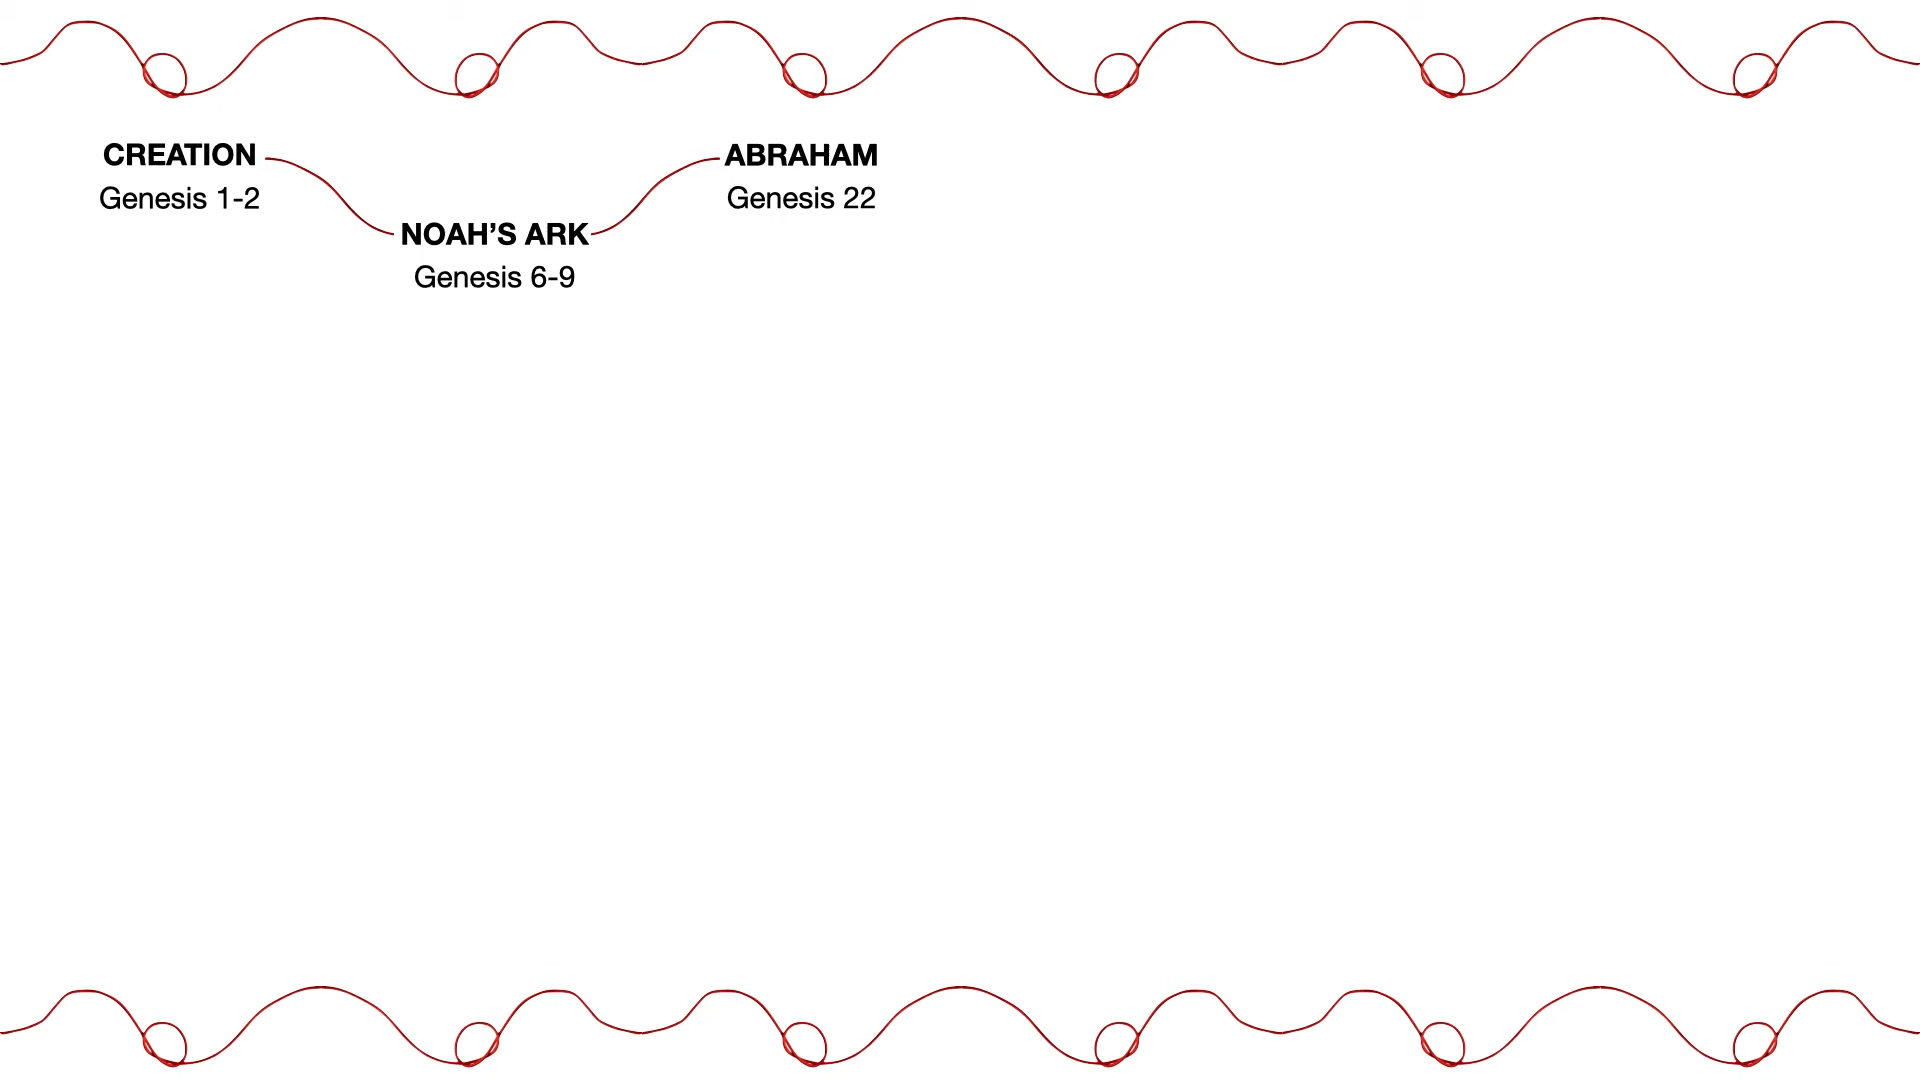 CREATION
Genesis 1-2
NOAH’S ARK
Genesis 6-9
ABRAHAM
Genesis 22